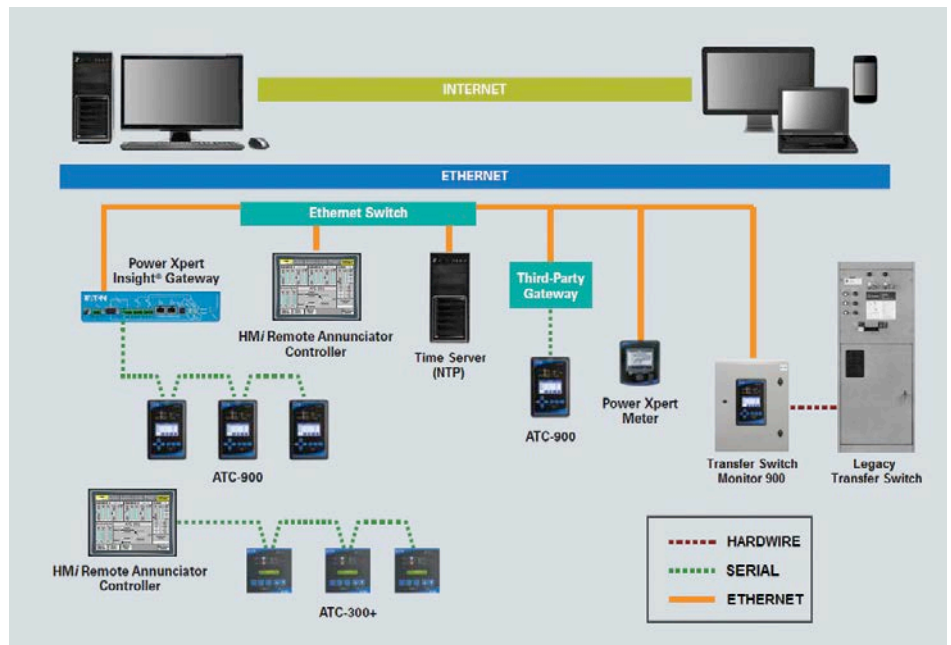 INTERNET
ETHERNET
Ethernet Switch
Power Xpert
Insight® Gateway
EATON
HMi Remote Annunciator
Controller
Time Server
(NTP)
Third-Party
Gateway
ATC-900
Power Xpert
Meter
Transfer Switch
Monitor 900
Legacy
Transfer Switch
ATC-900
HMi Remote Annunciator
Controller
ATC-300+
HARDWIRE
SERIAL
ETHERNET